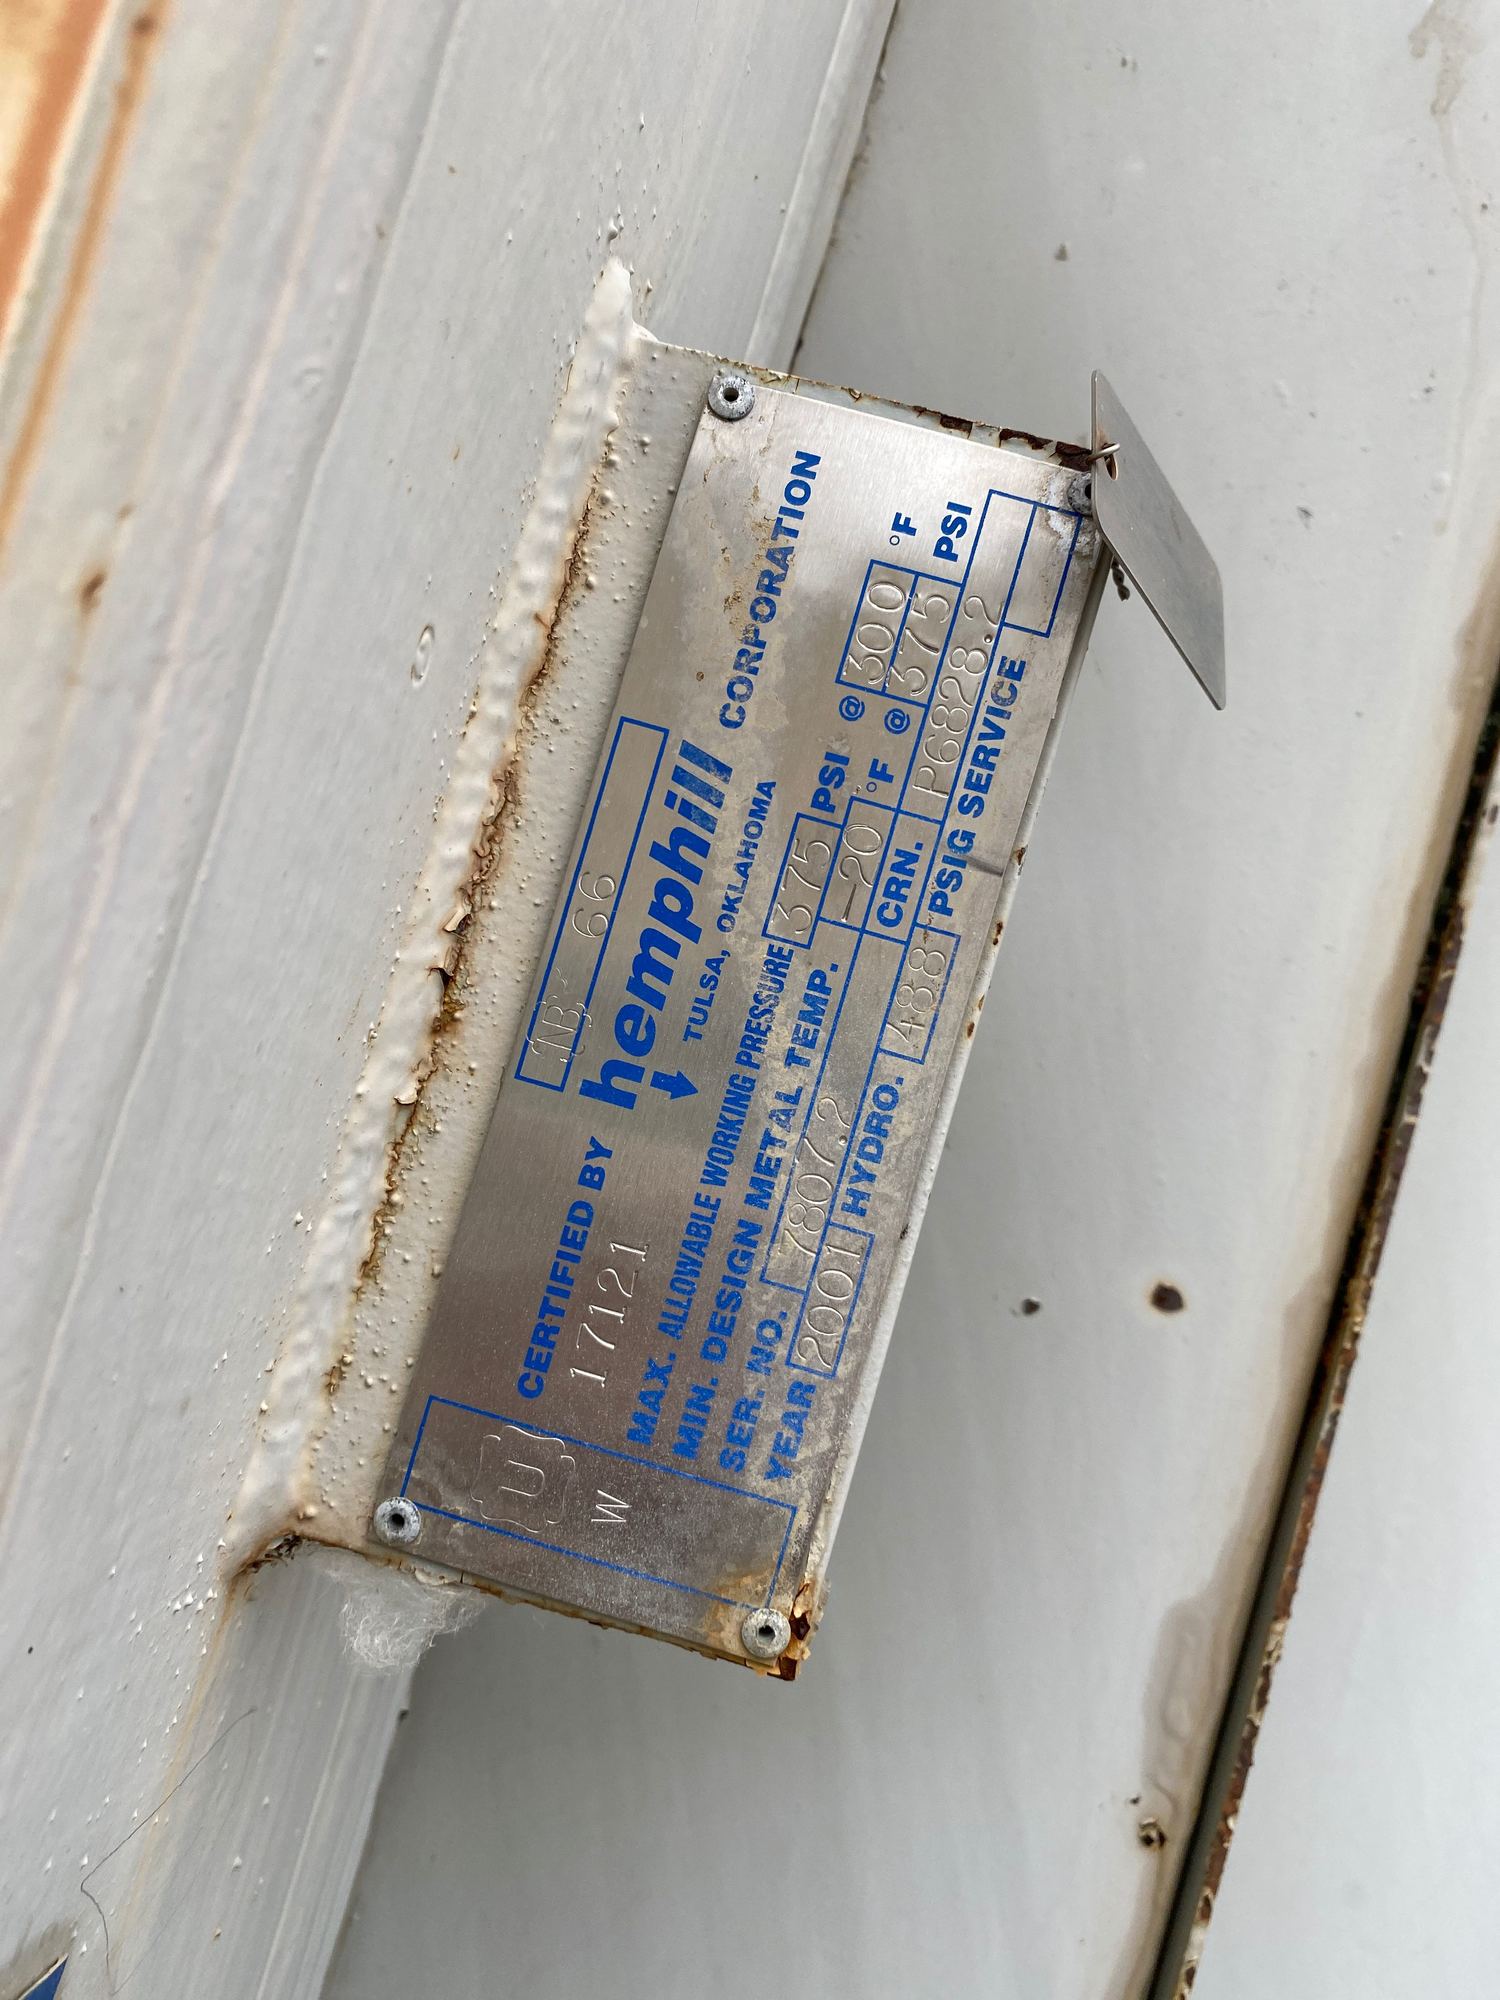 NB 66
U
W
CERTIFIED BY hemphill CORPORATION
17121 TULSA, OKLAHOMA
MAX. ALLOWABLE WORKING PRESSURE 375 PSI @ 300 °F
MIN. DESIGN METAL TEMP. -20 °F @ 375 PSI
SER. NO. 7807.2 CRN. P6828.2
YEAR 2001 HYDRO. 488 PSIG SERVICE